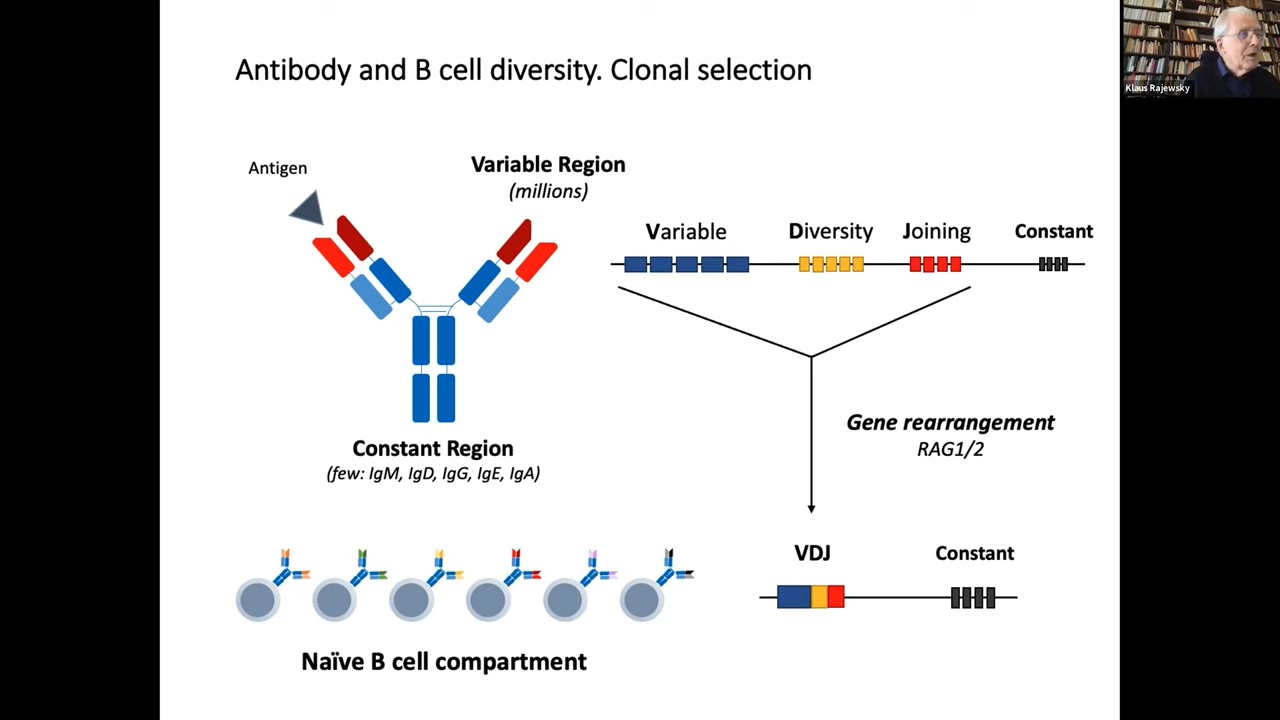 Antibody and B cell diversity. Clonal selection
Klaus Rajewsky
Antigen
Variable Region
(millions)
Variable
Diversity
Joining
Constant
Constant Region
(few: IgM, IgD, IgG, IgE, IgA)
Gene rearrangement
RAG1/2
VDJ
Constant
Naïve B cell compartment